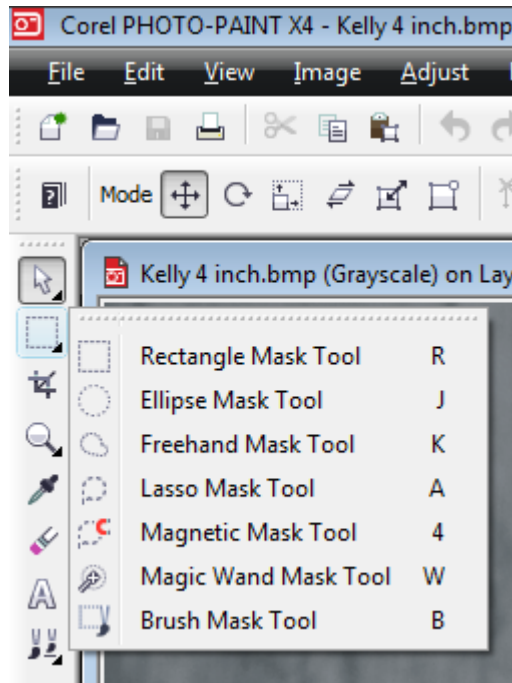 Corel PHOTO-PAINT X4 - Kelly 4 inch.bmp
File Edit View Image Adjust
Mode
Kelly 4 inch.bmp (Grayscale) on Lay
Rectangle Mask Tool R
Ellipse Mask Tool J
Freehand Mask Tool K
Lasso Mask Tool A
Magnetic Mask Tool 4
Magic Wand Mask Tool W
Brush Mask Tool B